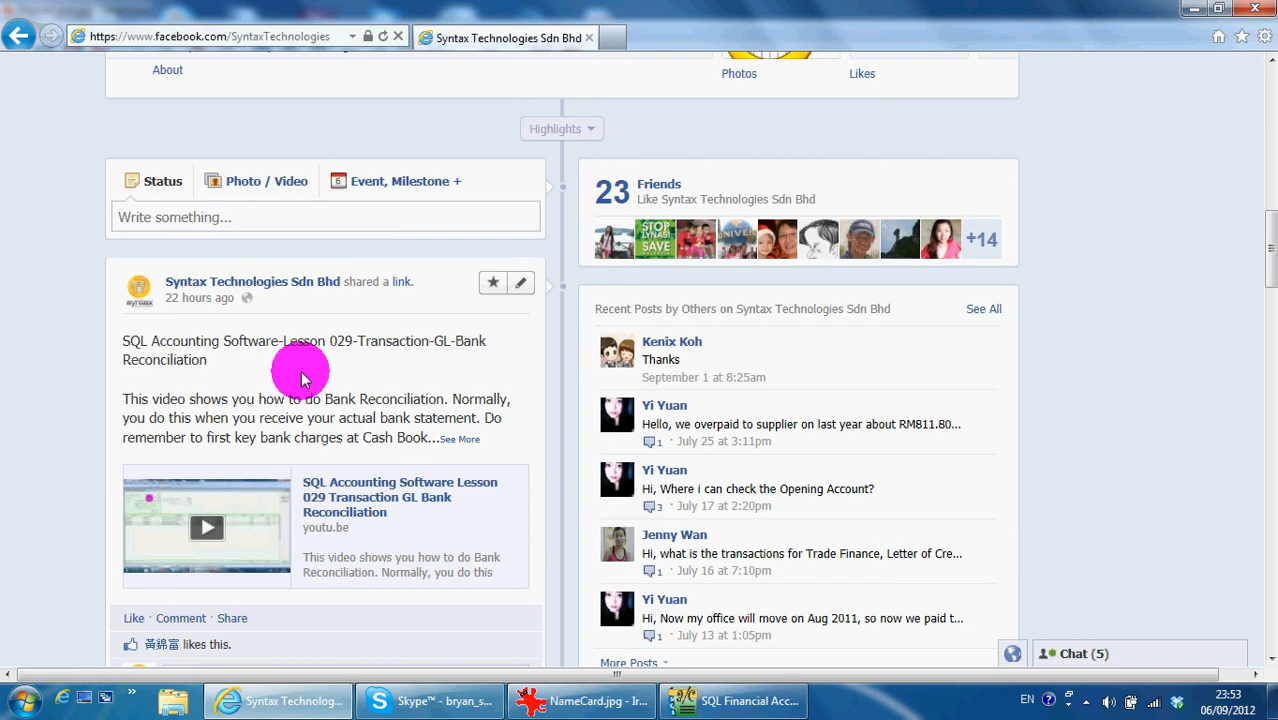 https://www.facebook.com/SyntaxTechnologies
Syntax Technologies Sdn Bhd
About
Photos
Likes
Highlights
Status
Photo / Video
6
Event, Milestone +
Write something...
23
Friends
Like Syntax Technologies Sdn Bhd
STOP
LYNAS!
SAVE
UNIVER
+14
Syntax Technologies Sdn Bhd shared a link.
22 hours ago
syntax
SQL Accounting Software-Lesson 029-Transaction-GL-Bank
Reconciliation
This video shows you how to do Bank Reconciliation. Normally,
you do this when you receive your actual bank statement. Do
remember to first key bank charges at Cash Book...See More
SQL Accounting Software Lesson
029 Transaction GL Bank
Reconciliation
youtu.be
This video shows you how to do Bank
Reconciliation. Normally, you do this
Like · Comment · Share
黃錦富 likes this.
Recent Posts by Others on Syntax Technologies Sdn Bhd
See All
Kenix Koh
Thanks
September 1 at 8:25am
Yi Yuan
Hello, we overpaid to supplier on last year about RM811.80...
1 · July 25 at 3:11pm
Yi Yuan
Hi, Where i can check the Opening Account?
3 · July 17 at 2:20pm
Jenny Wan
Hi, what is the transactions for Trade Finance, Letter of Cre...
1 · July 16 at 7:10pm
Yi Yuan
Hi, Now my office will move on Aug 2011, so now we paid t...
1 · July 13 at 1:05pm
More Posts
Chat (5)
Syntax Technolog...
Skype™ - bryan_s...
NameCard.jpg - Ir...
SQL Financial Acc...
EN
23:53
06/09/2012